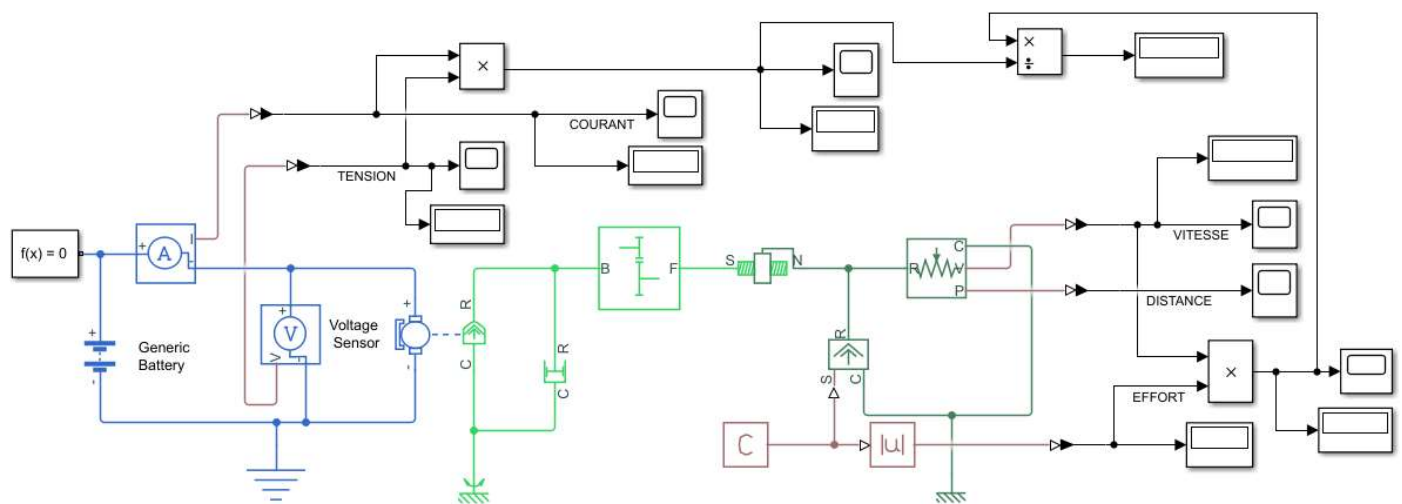 ×
×
÷
COURANT
TENSION
I
f(x) = 0
+
A
-
VITESSE
C
B
F
S
N
R
V
P
+
+
V
-
V
Voltage
Sensor
+
-
R
C
R
C
DISTANCE
+
-
Generic
Battery
R
S
C
×
EFFORT
C
|u|